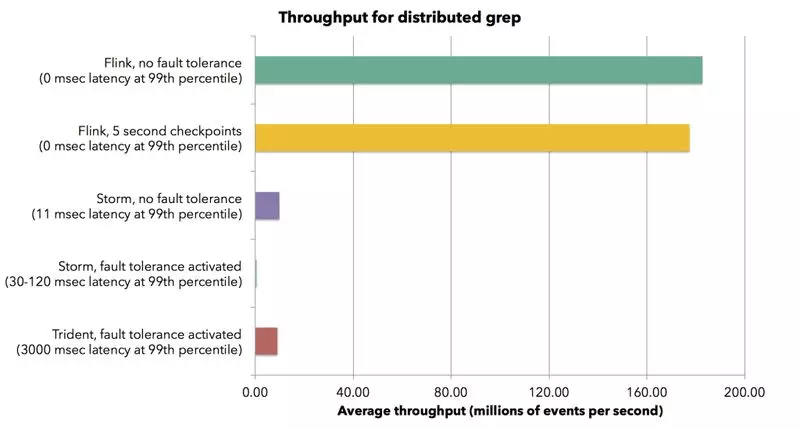 Throughput for distributed grep
Flink, no fault tolerance
(0 msec latency at 99th percentile)
Flink, 5 second checkpoints
(0 msec latency at 99th percentile)
Storm, no fault tolerance
(11 msec latency at 99th percentile)
Storm, fault tolerance activated
(30-120 msec latency at 99th percentile)
Trident, fault tolerance activated
(3000 msec latency at 99th percentile)
0.00 40.00 80.00 120.00 160.00 200.00
Average throughput (millions of events per second)